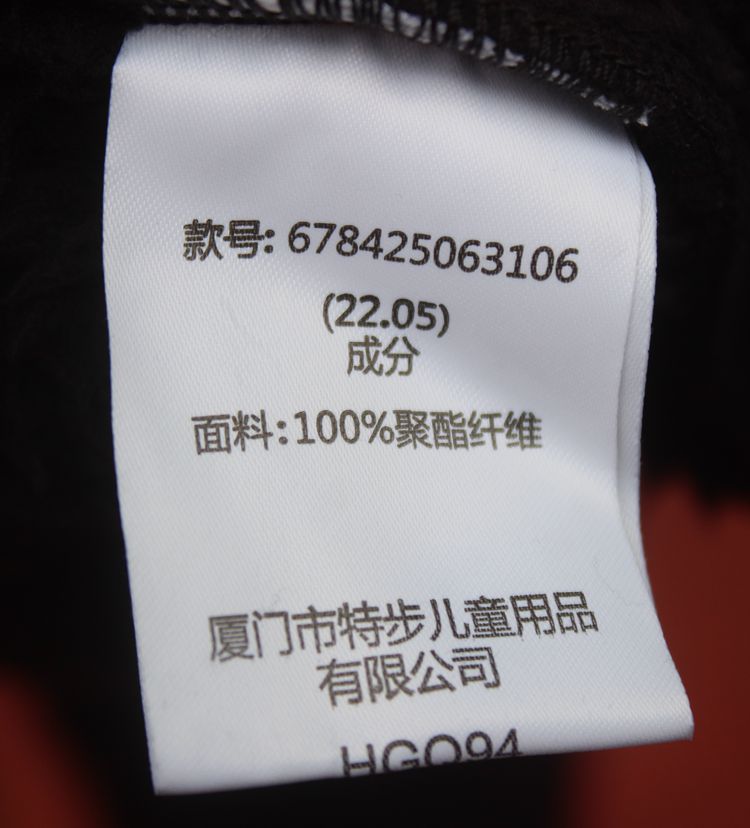 款号: 678425063106
(22.05)
成分
面料:100%聚酯纤维
厦门市特步儿童用品
有限公司